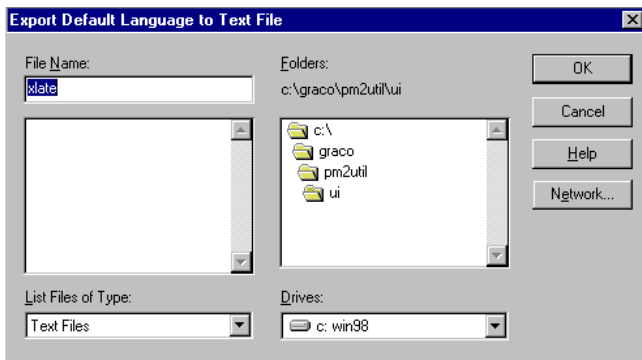 Export Default Language to Text File
File Name:
xlate
Folders:
c:\graco\pm2util\ui
c:\
graco
pm2util
ui
OK
Cancel
Help
Network...
List Files of Type:
Text Files
Drives:
c: win98